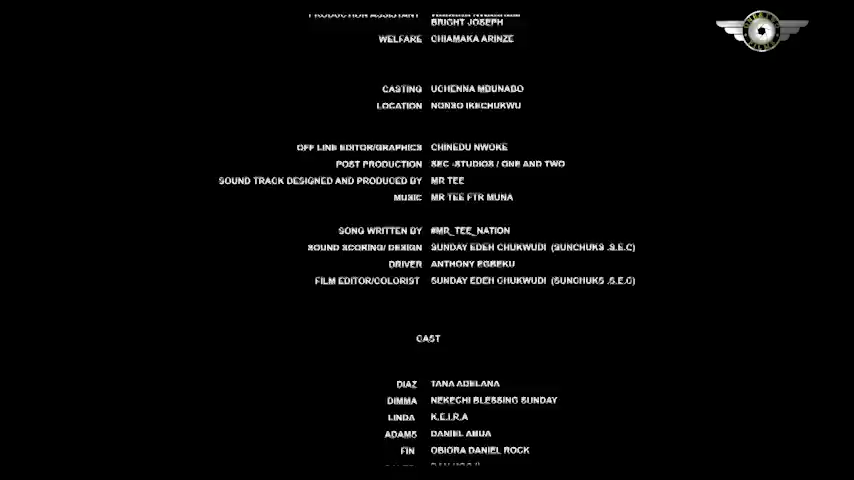 PRODUCTION ASSISTANT
BRIGHT JOSEPH
WELFARE CHIAMAKA ARINZE
CASTING UCHENNA MDUNABO
LOCATION NONSO IKECHUKWU
OFF LINE EDITOR/GRAPHICS CHINEDU NWOKE
POST PRODUCTION SEC -STUDIOS / ONE AND TWO
SOUND TRACK DESIGNED AND PRODUCED BY MR TEE
MUSIC MR TEE FTR MUNA
SONG WRITTEN BY #MR_TEE_NATION
SOUND SCORING/ DESIGN SUNDAY EDEH CHUKWUDI (SUNCHUKS .S.E.C)
DRIVER ANTHONY EGBEKU
FILM EDITOR/COLORIST SUNDAY EDEH CHUKWUDI (SUNCHUKS .S.E.C)
CAST
DIAZ TANA ADELANA
DIMMA NEKECHI BLESSING SUNDAY
LINDA K.E.I.R.A
ADAMS DANIEL
FIN OBIORA DANIEL ROCK